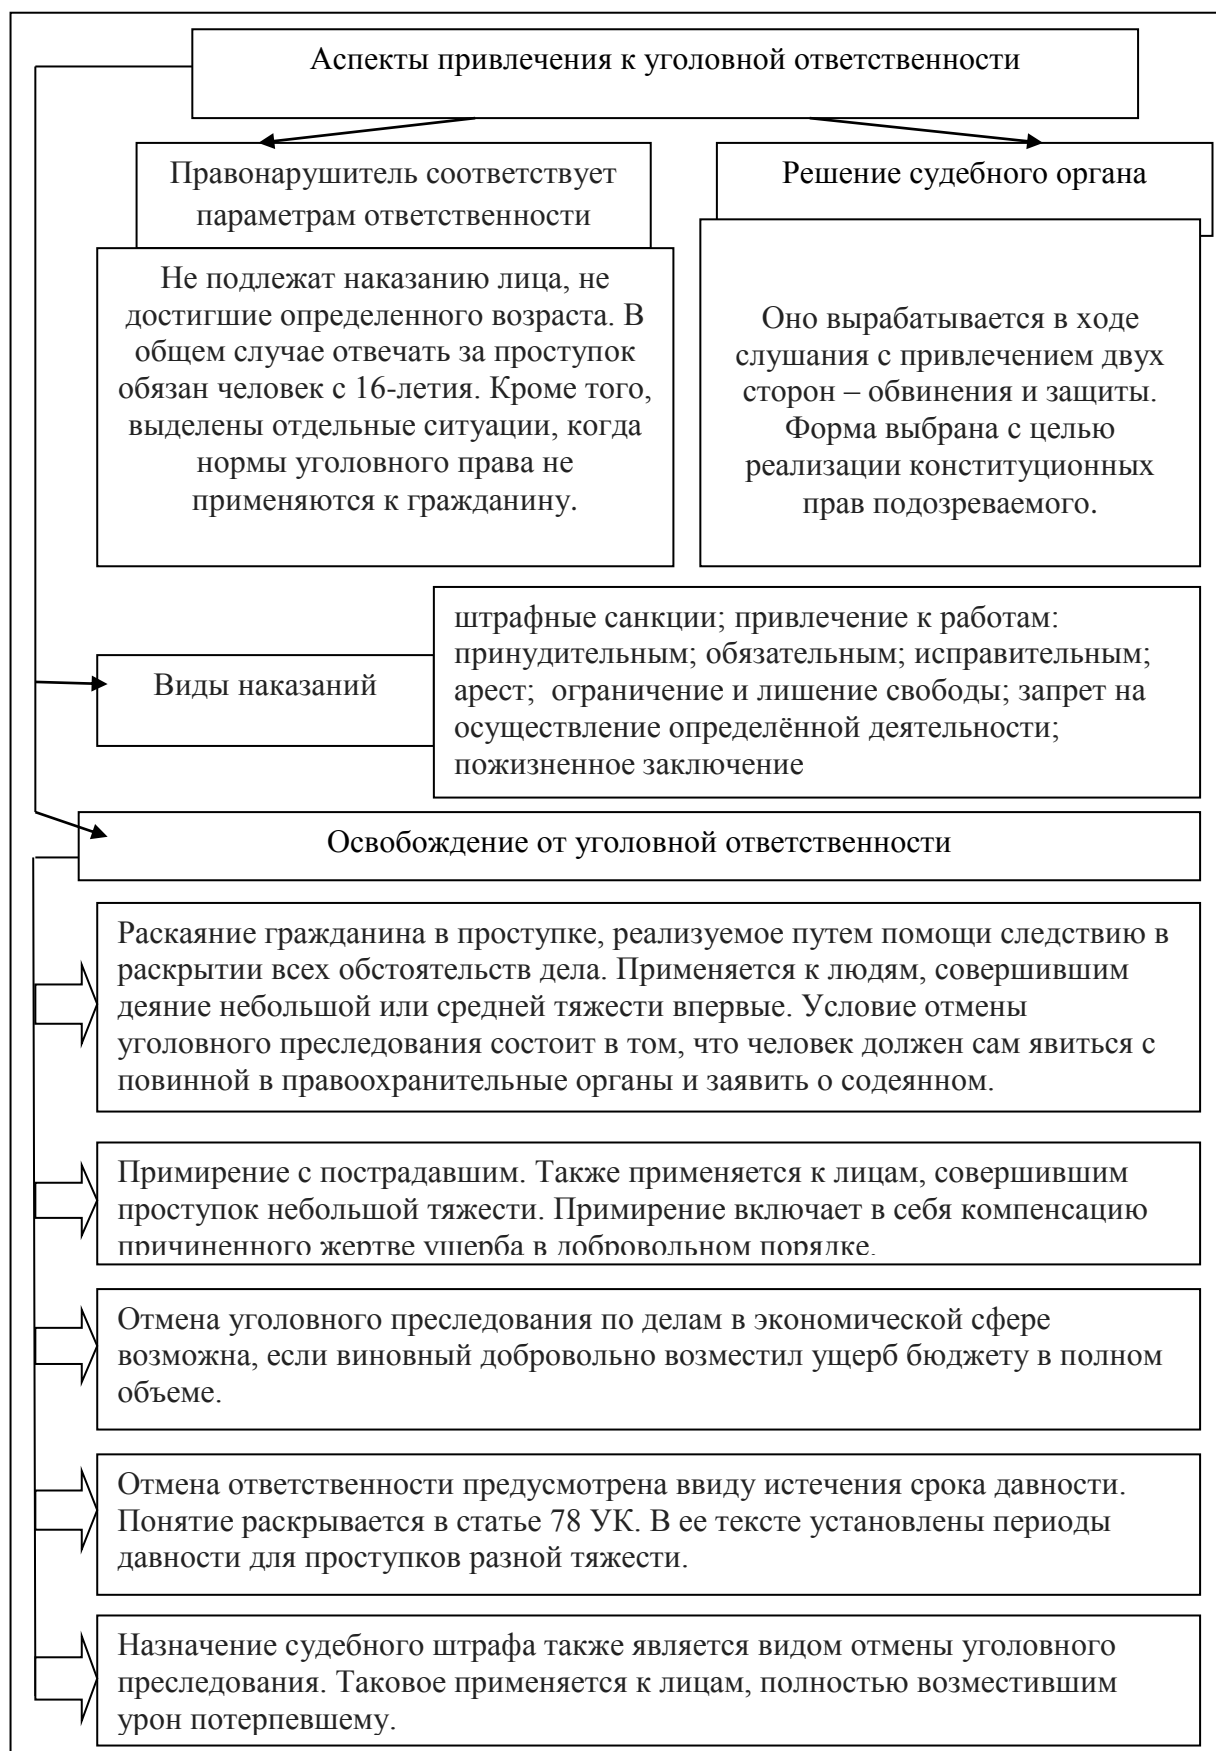 Аспекты привлечения к уголовной ответственности
Правонарушитель соответствует
параметрам ответственности
Решение судебного органа
Не подлежат наказанию лица, не
достигшие определенного возраста. В
общем случае отвечать за проступок
обязан человек с 16-летия. Кроме того,
выделены отдельные ситуации, когда
нормы уголовного права не
применяются к гражданину.
Оно вырабатывается в ходе
слушания с привлечением двух
сторон – обвинения и защиты.
Форма выбрана с целью
реализации конституционных
прав подозреваемого.
Виды наказаний
штрафные санкции; привлечение к работам:
принудительным; обязательным; исправительным;
арест; ограничение и лишение свободы; запрет на
осуществление определённой деятельности;
пожизненное заключение
Освобождение от уголовной ответственности
Раскаяние гражданина в проступке, реализуемое путем помощи следствию в
раскрытии всех обстоятельств дела. Применяется к людям, совершившим
деяние небольшой или средней тяжести впервые. Условие отмены
уголовного преследования состоит в том, что человек должен сам явиться с
повинной в правоохранительные органы и заявить о содеянном.
Примирение с пострадавшим. Также применяется к лицам, совершившим
проступок небольшой тяжести. Примирение включает в себя компенсацию
причиненного жертве ущерба в добровольном порядке.
Отмена уголовного преследования по делам в экономической сфере
возможна, если виновный добровольно возместил ущерб бюджету в полном
объеме.
Отмена ответственности предусмотрена ввиду истечения срока давности.
Понятие раскрывается в статье 78 УК. В ее тексте установлены периоды
давности для проступков разной тяжести.
Назначение судебного штрафа также является видом отмены уголовного
преследования. Таковое применяется к лицам, полностью возместившим
урон потерпевшему.